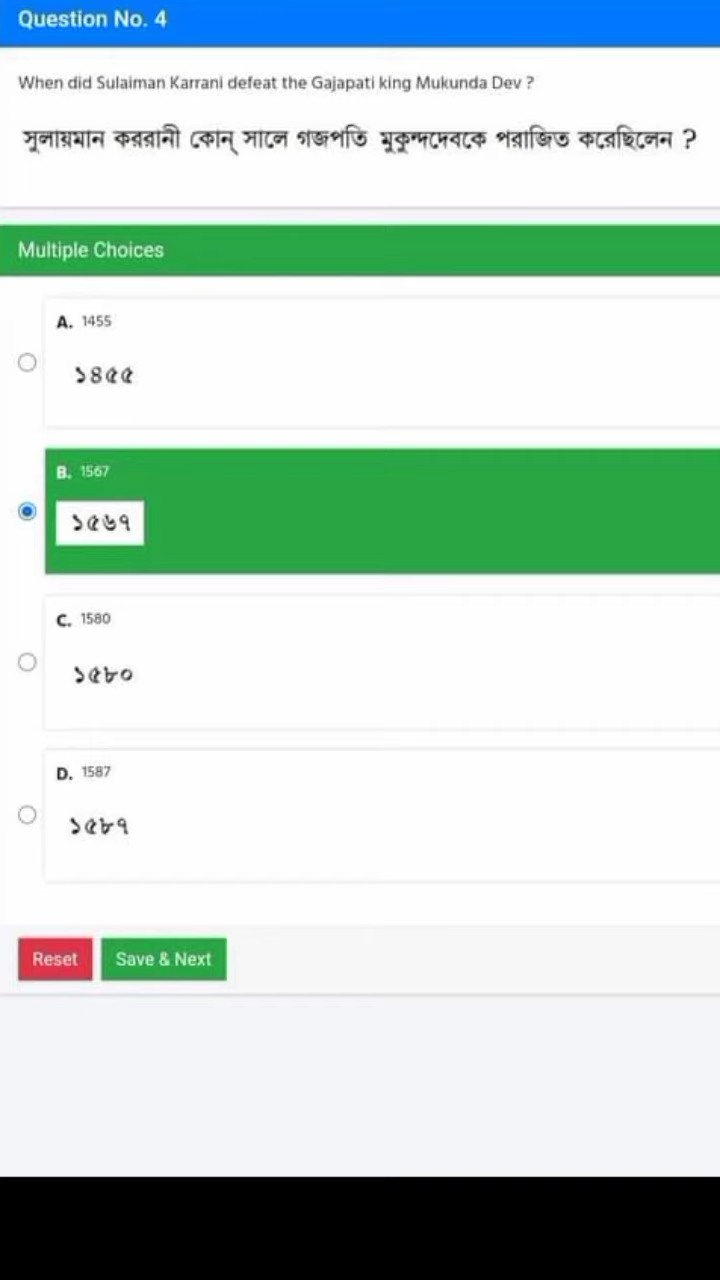 Question No. 4
When did Sulaiman Karrani defeat the Gajapati king Mukunda Dev ?
সুলায়মান কররানী কোন্ সালে গজপতি মুকুন্দদেবকে পরাজিত করেছিলেন ?
Multiple Choices
A. 1455
১৪৫৫
B. 1567
১৫৬৭
C. 1580
১৫৮০
D. 1587
১৫৮৭
Reset Save & Next